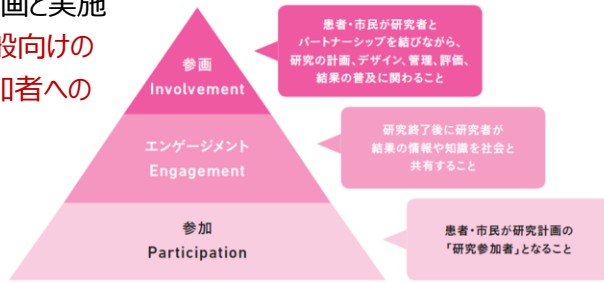 画と実施
般向けの
加者への
参画
Involvement
患者・市民が研究者と
パートナーシップを結びながら、
研究の計画、デザイン、管理、評価、
結果の普及に関わること
エンゲージメント
Engagement
研究終了後に研究者が
結果の情報や知識を社会と
共有すること
参加
Participation
患者・市民が研究計画の
「研究参加者」となること